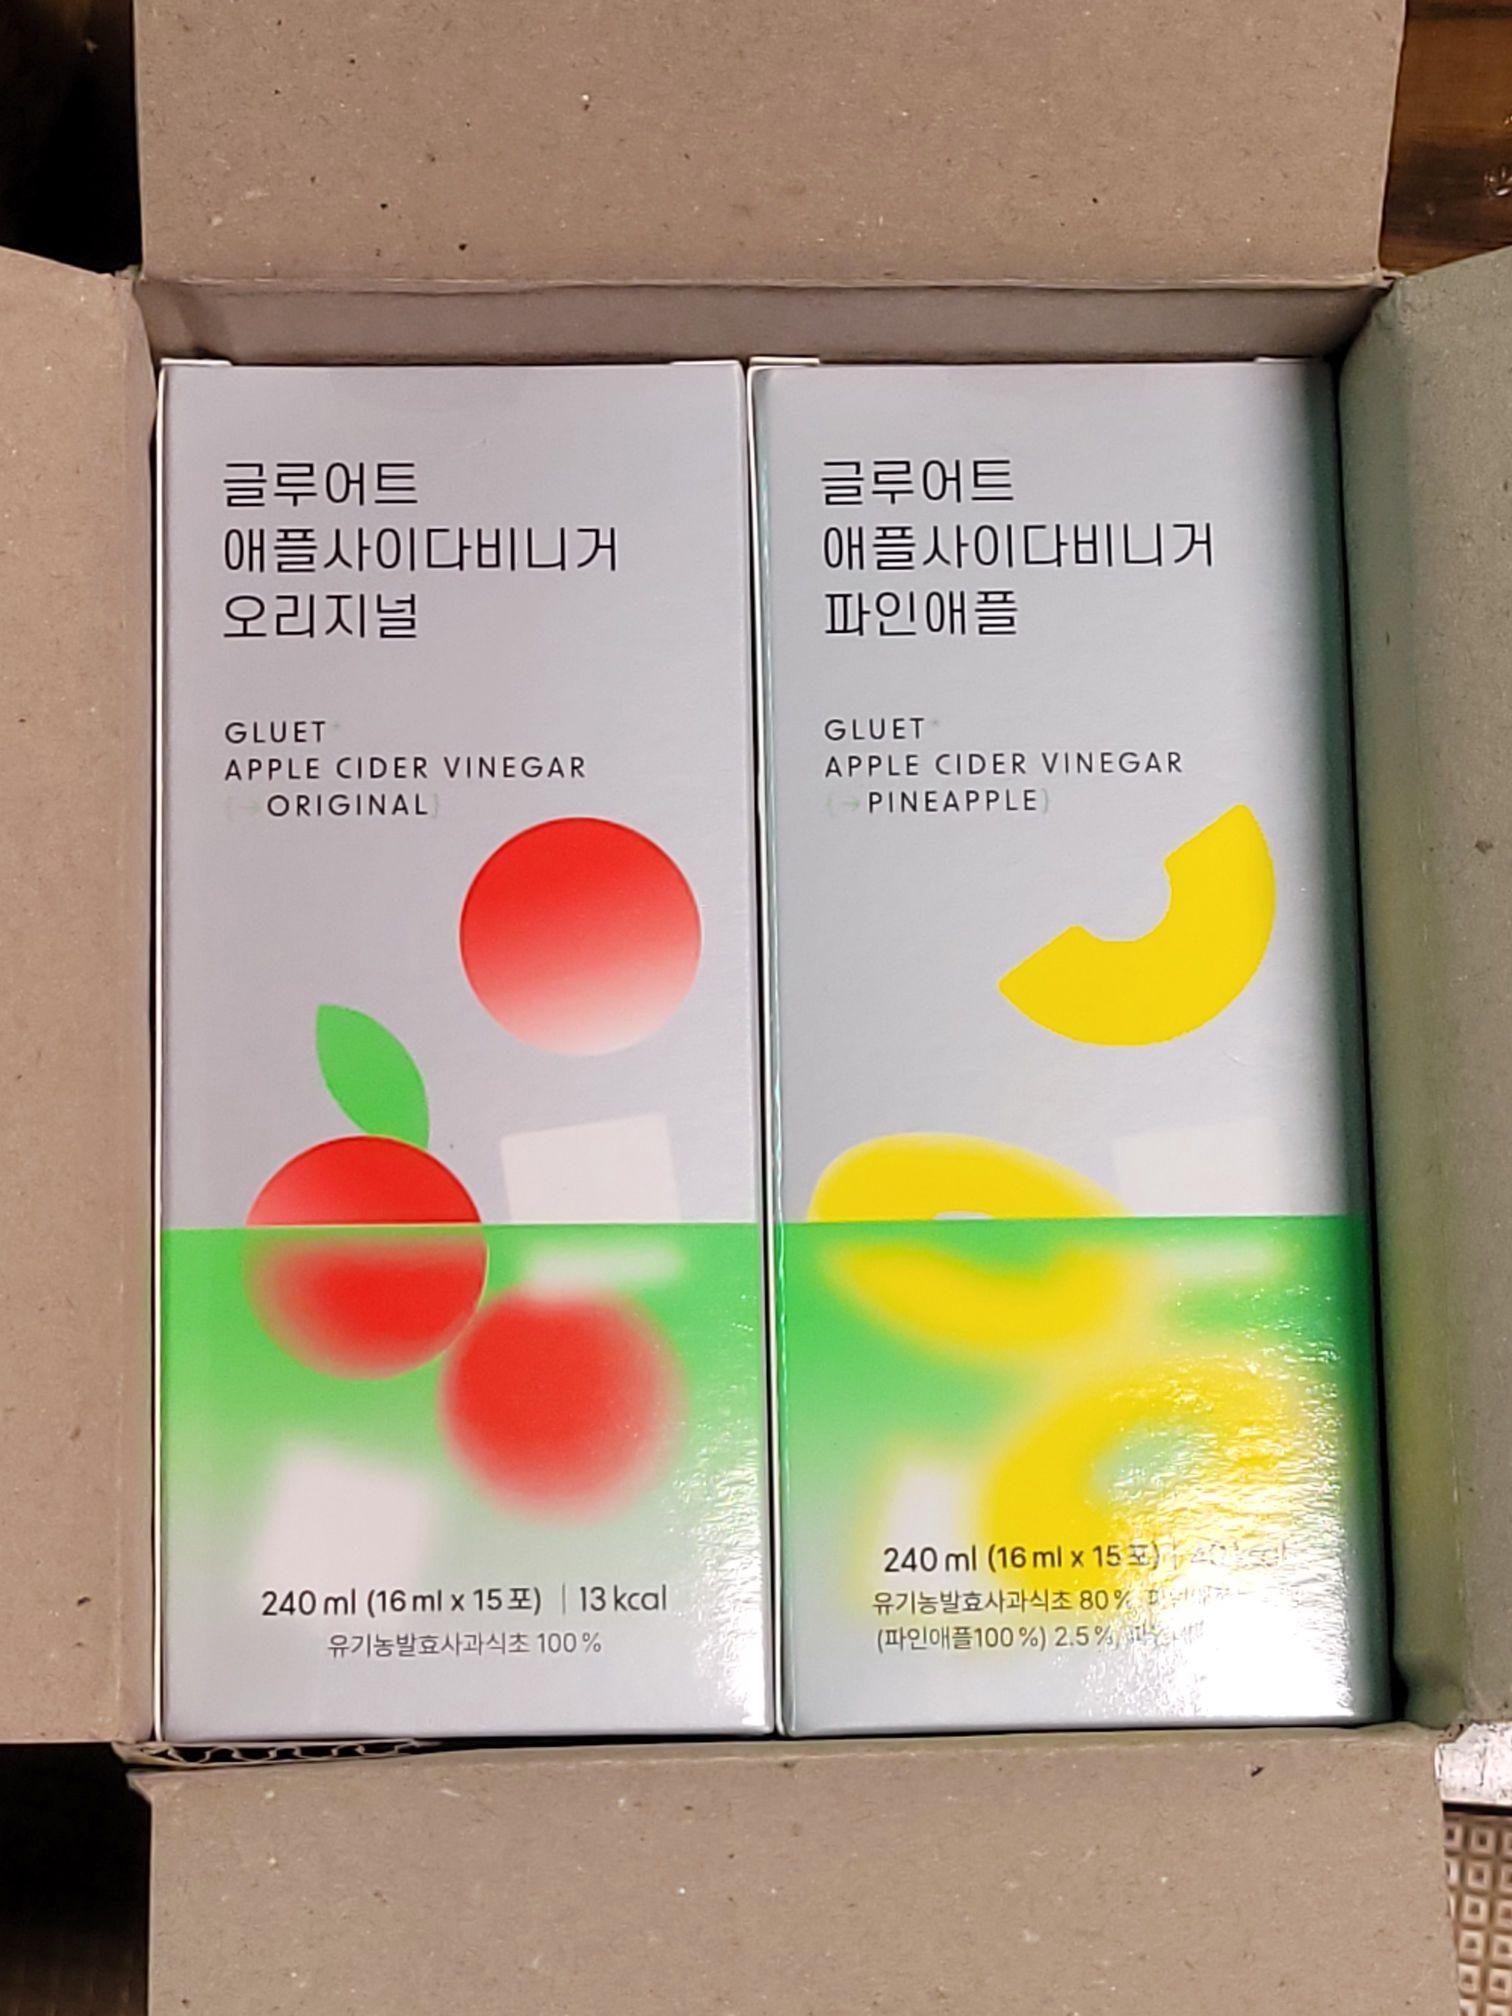 글루어트
애플사이다비니거
오리지널
GLUET
APPLE CIDER VINEGAR
{→ORIGINAL}
240 ml (16 ml x 15 포) | 13 kcal
유기농발효사과식초 100 %
글루어트
애플사이다비니거
파인애플
GLUET
APPLE CIDER VINEGAR
{→PINEAPPLE}
240 ml (16 ml x 15 포)
유기농발효사과식초 80 %
(파인애플100 %) 2.5 %